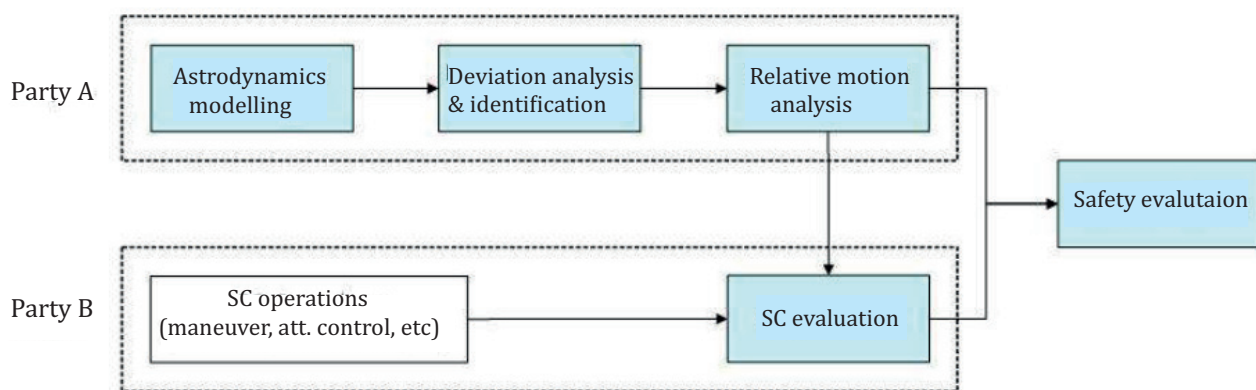 Party A
Astrodynamics
modelling
Deviation analysis
& identification
Relative motion
analysis
Safety evalutaion
Party B
SC operations
(maneuver, att. control, etc)
SC evaluation